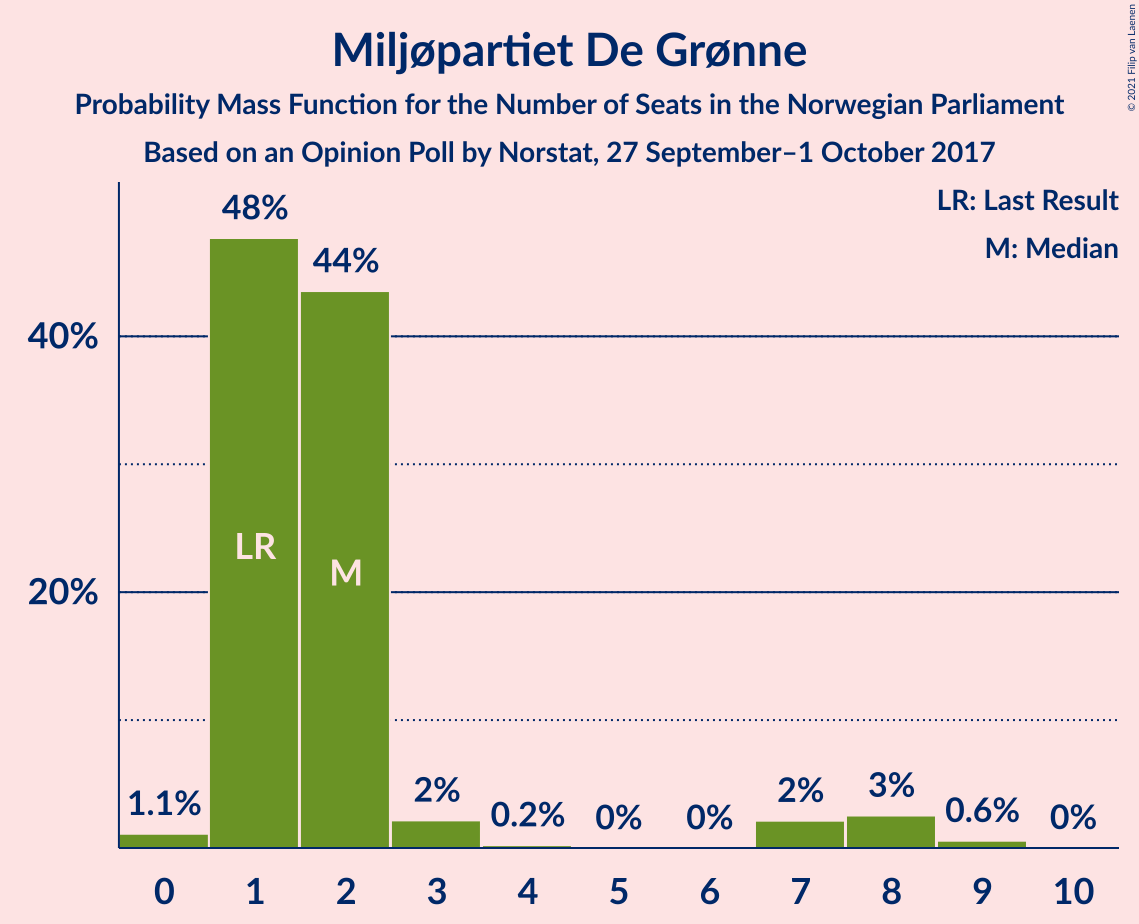 Miljøpartiet De Grønne
Probability Mass Function for the Number of Seats in the Norwegian Parliament
Based on an Opinion Poll by Norstat, 27 September–1 October 2017
© 2021 Filip van Laenen
LR: Last Result
M: Median
48%
44%
40%
LR
M
20%
1.1%
2%
0.2%
0%
0%
2%
3%
0.6%
0%
0 1 2 3 4 5 6 7 8 9 10